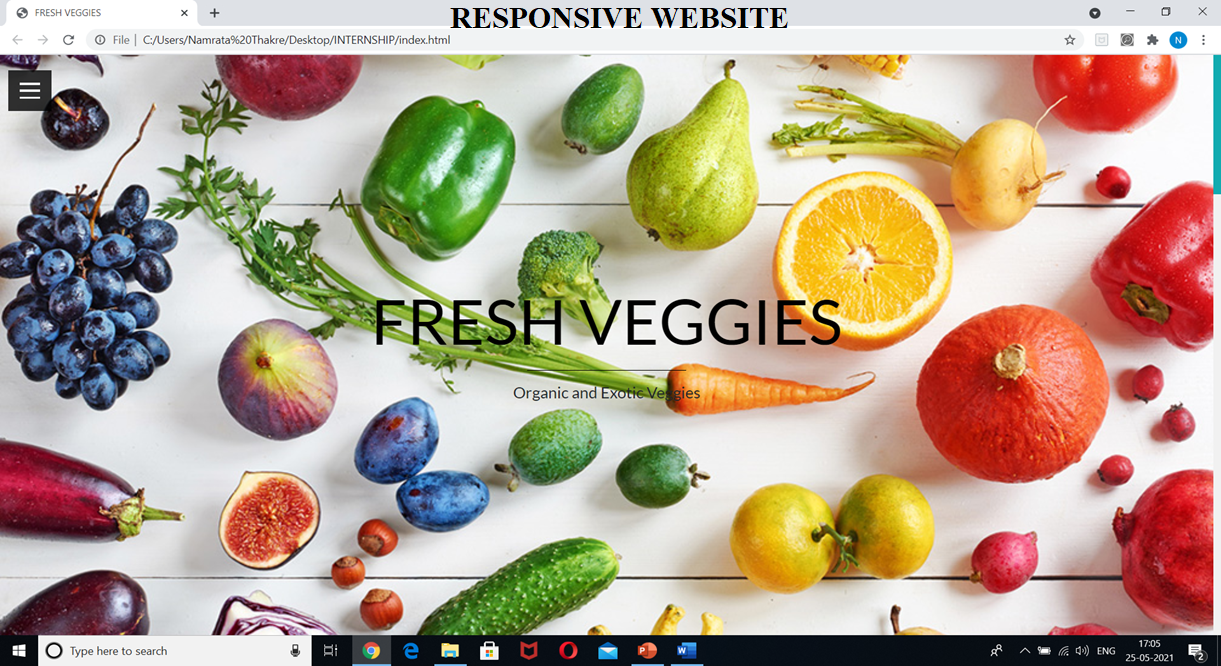 FRESH VEGGIES
RESPONSIVE WEBSITE
File | C:/Users/Namrata%20Thakre/Desktop/INTERNSHIP/index.html
N
FRESH VEGGIES
Organic and Exotic Veggies
Type here to search
ENG
17:05
25-05-2021
2